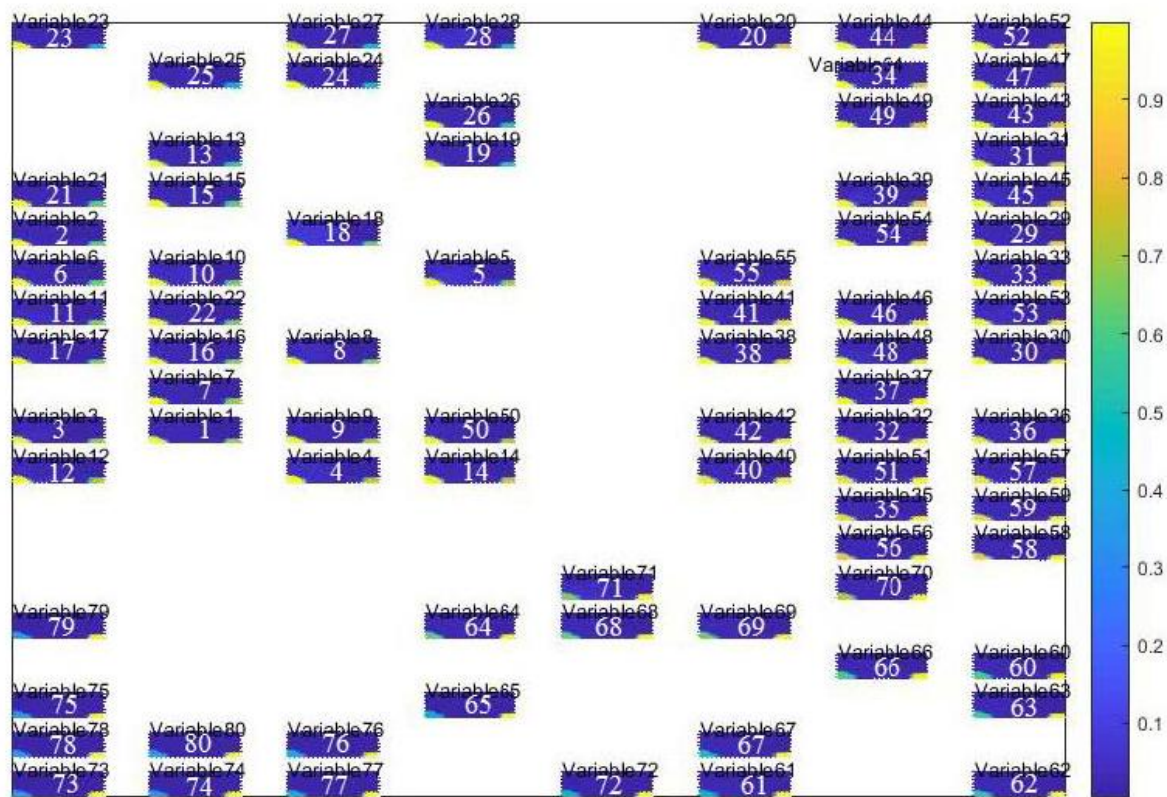 Variable23 Variable27 Variable28 Variable20 Variable44 Variable52
23 27 28 20 44 52
Variable25 Variable24 Variable47
25 24 34 47
Variable26 Variable49 Variable43
26 49 43 0.9
Variable13 Variable19 Variable31
13 19 31
Variable21 Variable15 Variable39 Variable45
21 15 39 45 0.8
Variable2 Variable18 Variable54 Variable29
2 18 54 29
Variable6 Variable10 Variable5 Variable55 Variable33
6 10 5 55 33 0.7
Variable11 Variable22 Variable41 Variable46 Variable53
11 22 41 46 53
0.6
Variable17 Variable16 Variable8 Variable38 Variable48 Variable30
17 16 8 38 48 30
Variable7 Variable37
7 37
Variable3 Variable1 Variable9 Variable50 Variable42 Variable32 Variable36
3 1 9 50 42 32 36 0.5
Variable12 Variable4 Variable14 Variable40 Variable51 Variable57
12 4 14 40 51 57
Variable35 Variable59
35 59 0.4
Variable56 Variable58
56 58
Variable71 Variable70 0.3
71 70
Variable79 Variable64 Variable68 Variable69
79 64 68 69
Variable66 Variable60 0.2
66 60
Variable75 Variable65 Variable63
75 65 63
Variable78 Variable80 Variable76 Variable67 0.1
78 80 76 67
Variable73 Variable74 Variable77 Variable72 Variable61 Variable62
73 74 77 72 61 62